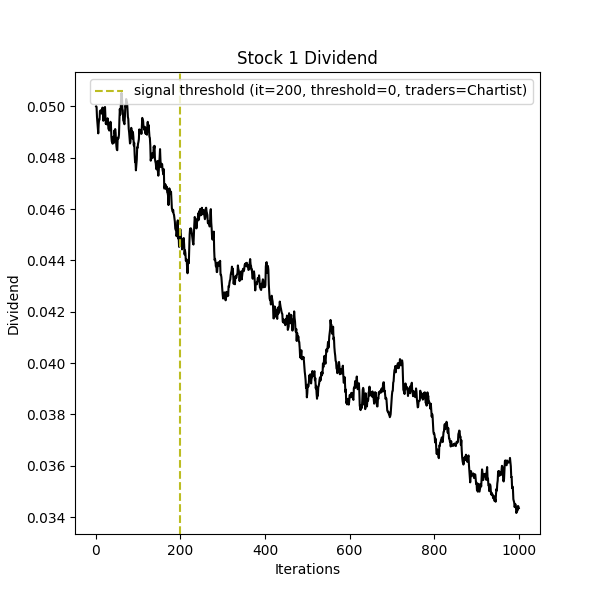 Stock 1 Dividend
signal threshold (it=200, threshold=0, traders=Chartist)
Dividend
0.050
0.048
0.046
0.044
0.042
0.040
0.038
0.036
0.034
0 200 400 600 800 1000
Iterations